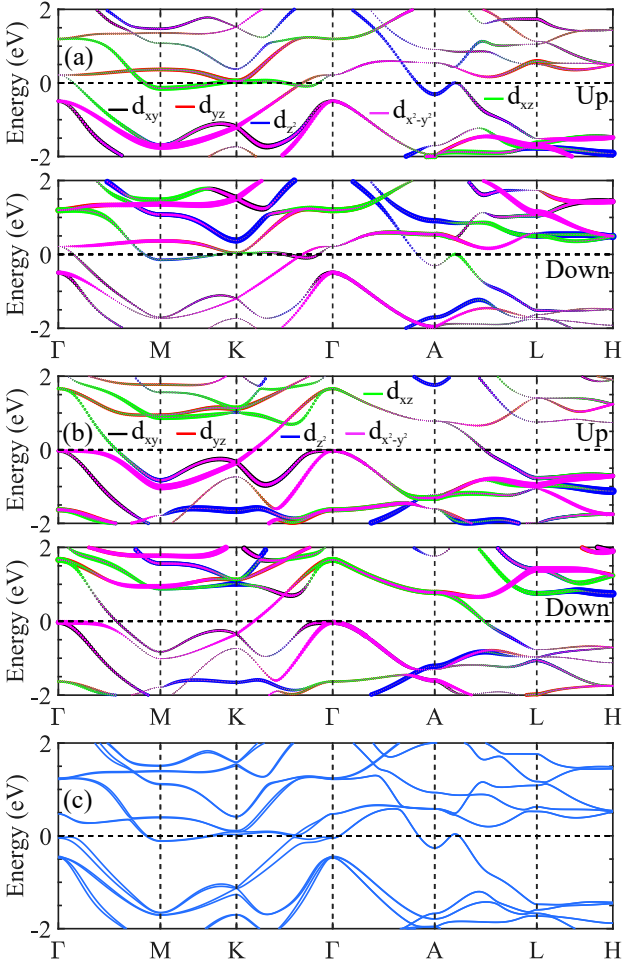 2
(a)
0
d_xy
d_yz
d_z²
d_x²-y²
d_xz
Up
-2
Energy (eV)
2
0
Down
-2
Energy (eV)
Γ M K Γ A L H
2
d_xz
(b)
d_xy
d_yz
d_z²
d_x²-y²
Up
0
-2
Energy (eV)
2
Down
0
-2
Energy (eV)
Γ M K Γ A L H
2
(c)
0
-2
Energy (eV)
Γ M K Γ A L H